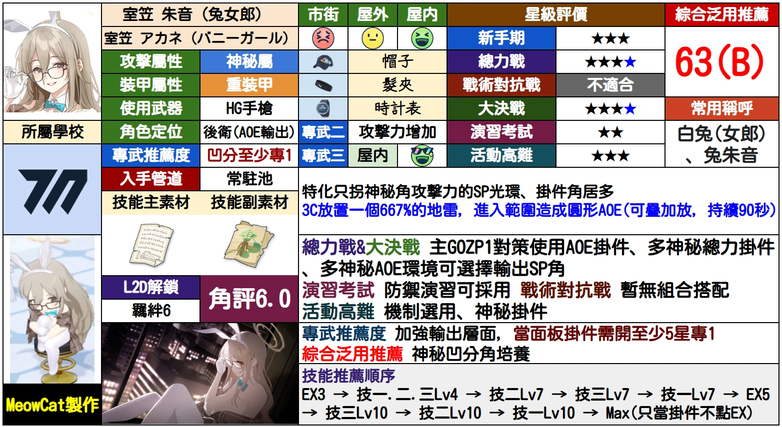 室笠 朱音 (兔女郎)
室笠 アカネ (バニーガール)
攻擊屬性 神秘屬
裝甲屬性 重裝甲
使用武器 HG手槍
所屬學校 角色定位 後衛(AOE輸出)
專武推薦度 凹分至少專1
入手管道 常駐池
技能主素材 技能副素材
L2D解鎖
羈絆6
角評6.0
MeowCat製作
市街 屋外 屋內
帽子
髮夾
時計表
專武二 攻擊力增加
專武三 屋內
星級評價
新手期 ★★★
總力戰 ★★★★
戰術對抗戰 不適合
大決戰 ★★★★
演習考試 ★★
活動高難 ★★★
綜合泛用推薦
63(B)
常用稱呼
白兔(女郎)
、兔朱音
特化只拐神秘角攻擊力的SP光環、掛件角居多
3C放置一個667%的地雷, 進入範圍造成圓形AOE(可疊加放, 持續90秒)
總力戰&大決戰 主GOZP1對策使用AOE掛件、多神秘總力掛件
、多神秘AOE環境可選擇輸出SP角
演習考試 防禦演習可採用 戰術對抗戰 暫無組合搭配
活動高難 機制選用、神秘掛件
專武推薦度 加強輸出層面, 當面板掛件需開至少5星專1
綜合泛用推薦 神秘凹分角培養
技能推薦順序
EX3 → 技一.二.三Lv4 → 技二Lv7 → 技三Lv7 → 技一Lv7 → EX5
→ 技三Lv10 → 技二Lv10 → 技一Lv10 → Max(只當掛件不點EX)